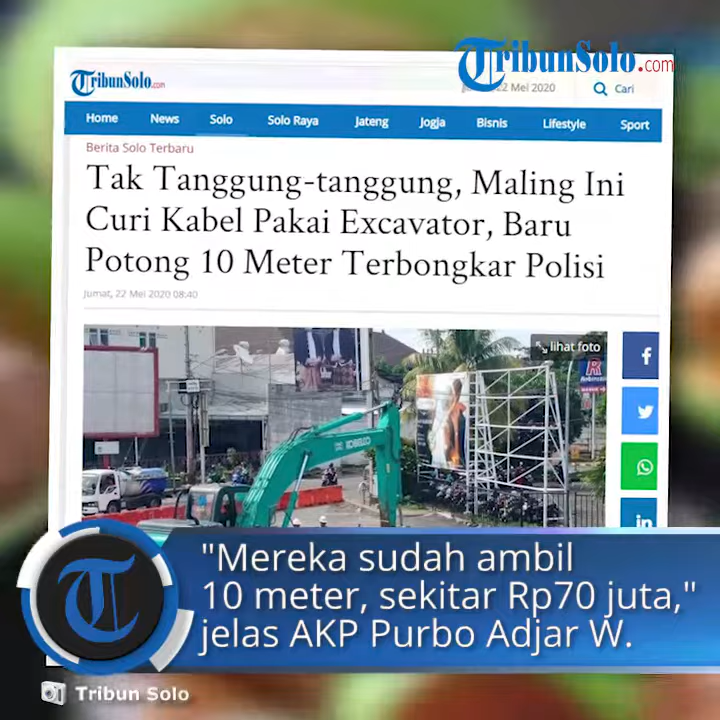 TribunSolo.com
TribunSolo.com
22 Mei 2020
Cari
Home News Solo Solo Raya Jateng Jogja Bisnis Lifestyle Sport
Berita Solo Terbaru
Tak Tanggung-tanggung, Maling Ini
Curi Kabel Pakai Excavator, Baru
Potong 10 Meter Terbongkar Polisi
Jumat, 22 Mei 2020 08:40
lihat foto
KOBELCO
"Mereka sudah ambil
10 meter, sekitar Rp70 juta,"
jelas AKP Purbo Adjar W.
Tribun Solo